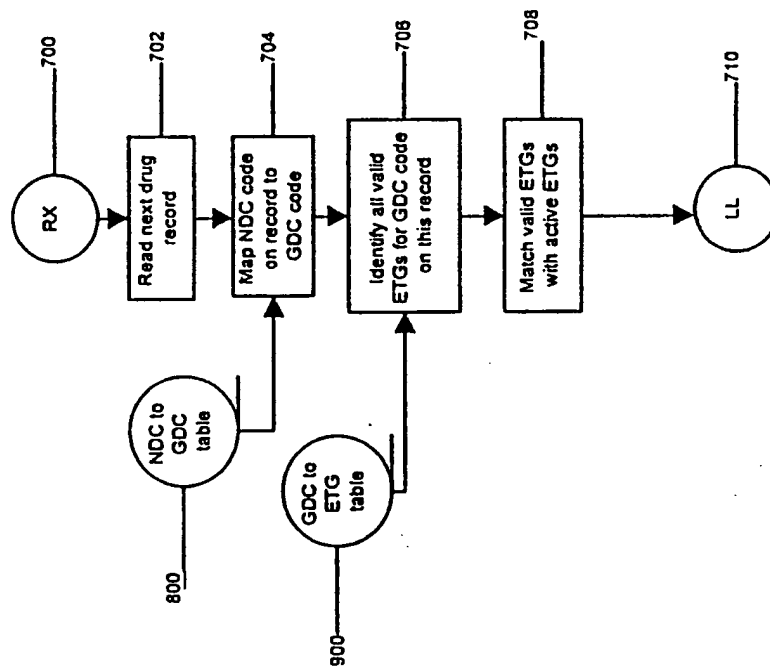 RX
700
Read next drug
record
702
NDC to
GDC
table
800
Map NDC code
on record to
GDC code
704
GDC to
ETG
table
900
Identify all valid
ETGs for GDC code
on this record
706
Match valid ETGs
with active ETGs
708
LL
710